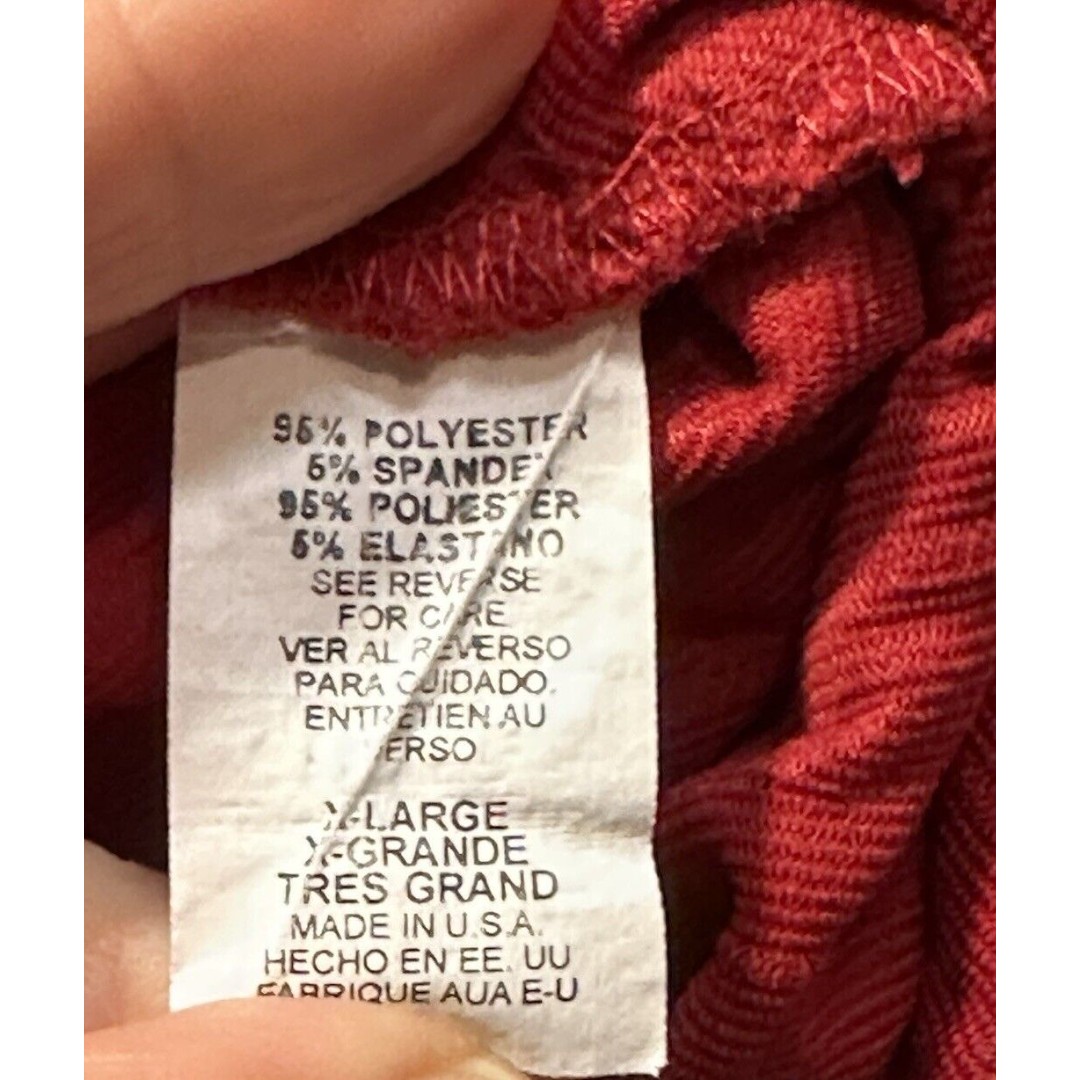 95% POLYESTER
5% SPANDEX
95% POLIESTER
5% ELASTANO
SEE REVERSE
FOR CARE
VER AL REVERSO
PARA CUIDADO.
ENTRETIEN AU
VERSO
X-LARGE
X-GRANDE
TRES GRAND
MADE IN U.S.A.
HECHO EN EE. UU
FABRIQUE AUA E-U